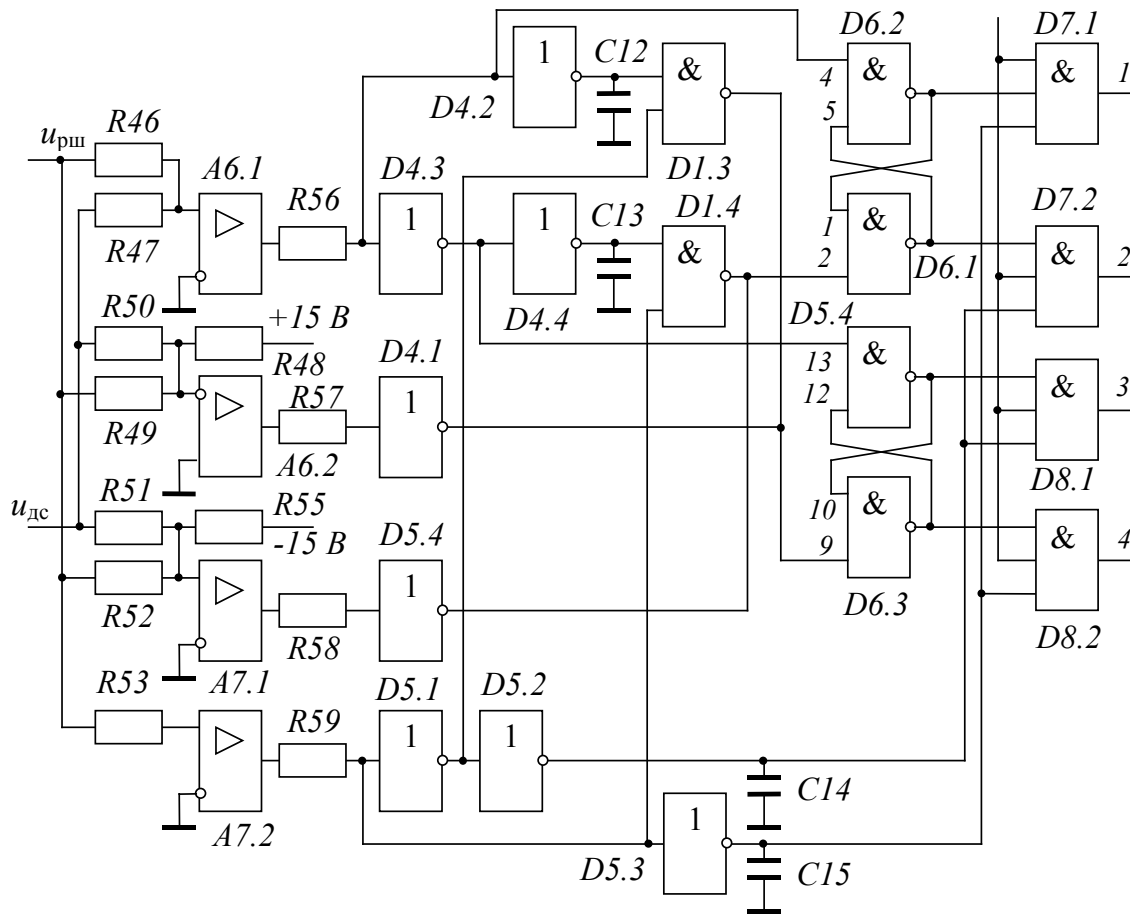 D6.2
D7.1
1
C12
&
&
&
1
4
D4.2
5
R46
uрш
A6.1
D4.3
D1.3
R56
C13
D1.4
D7.2
R47
1
1
&
1
&
&
2
2
D6.1
R50
+15 В
D4.4
D5.4
R48
D4.1
&
13
&
3
R49
R57
1
12
A6.2
D8.1
R51
uдс
R55
-15 В
D5.4
10
&
&
4
9
1
R52
D6.3
R58
D8.2
R53
A7.1
D5.1
D5.2
R59
1
1
C14
A7.2
1
D5.3
C15